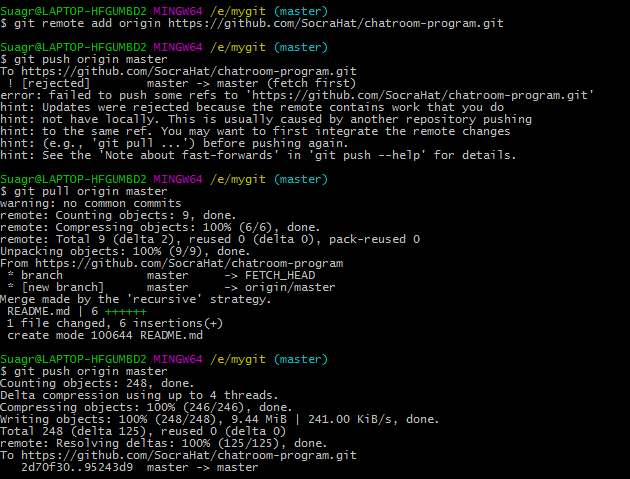 Suagr@LAPTOP-HFGUMBD2 MINGW64 /e/mygit (master)
$ git remote add origin https://github.com/SocraHat/chatroom-program.git
Suagr@LAPTOP-HFGUMBD2 MINGW64 /e/mygit (master)
$ git push origin master
To https://github.com/SocraHat/chatroom-program.git
 ! [rejected]        master -> master (fetch first)
error: failed to push some refs to 'https://github.com/SocraHat/chatroom-program.git'
hint: Updates were rejected because the remote contains work that you do
hint: not have locally. This is usually caused by another repository pushing
hint: to the same ref. You may want to first integrate the remote changes
hint: (e.g., 'git pull ...') before pushing again.
hint: See the 'Note about fast-forwards' in 'git push --help' for details.
Suagr@LAPTOP-HFGUMBD2 MINGW64 /e/mygit (master)
$ git pull origin master
warning: no common commits
remote: Counting objects: 9, done.
remote: Compressing objects: 100% (6/6), done.
remote: Total 9 (delta 2), reused 0 (delta 0), pack-reused 0
Unpacking objects: 100% (9/9), done.
From https://github.com/SocraHat/chatroom-program
 * branch            master     -> FETCH_HEAD
 * [new branch]      master     -> origin/master
Merge made by the 'recursive' strategy.
 README.md | 6 ++++++
 1 file changed, 6 insertions(+)
 create mode 100644 README.md
Suagr@LAPTOP-HFGUMBD2 MINGW64 /e/mygit (master)
$ git push origin master
Counting objects: 248, done.
Delta compression using up to 4 threads.
Compressing objects: 100% (246/246), done.
Writing objects: 100% (248/248), 9.44 MiB | 241.00 KiB/s, done.
Total 248 (delta 125), reused 0 (delta 0)
remote: Resolving deltas: 100% (125/125), done.
To https://github.com/SocraHat/chatroom-program.git
   2d70f30..95243d9  master -> master